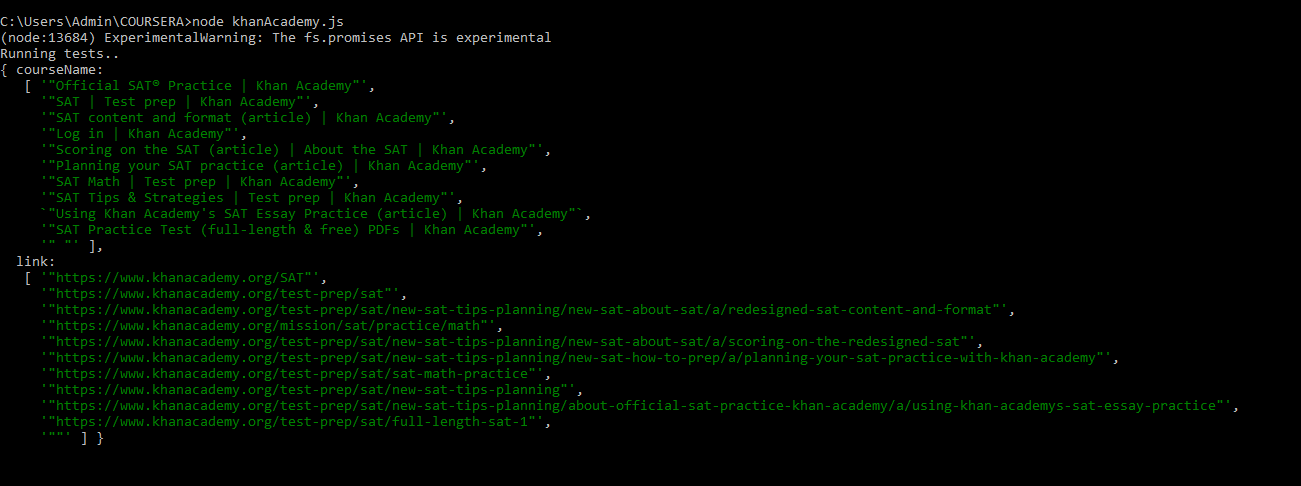 C:\Users\Admin\COURSERA>node khanAcademy.js
(node:13684) ExperimentalWarning: The fs.promises API is experimental
Running tests..
{ courseName:
   [ '"Official SAT® Practice | Khan Academy"',
     '"SAT | Test prep | Khan Academy"',
     '"SAT content and format (article) | Khan Academy"',
     '"Log in | Khan Academy"',
     '"Scoring on the SAT (article) | About the SAT | Khan Academy"',
     '"Planning your SAT practice (article) | Khan Academy"',
     '"SAT Math | Test prep | Khan Academy"',
     '"SAT Tips & Strategies | Test prep | Khan Academy"',
     `"Using Khan Academy's SAT Essay Practice (article) | Khan Academy"`,
     '"SAT Practice Test (full-length & free) PDFs | Khan Academy"',
     '" "' ],
  link:
   [ '"https://www.khanacademy.org/SAT"',
     '"https://www.khanacademy.org/test-prep/sat"',
     '"https://www.khanacademy.org/test-prep/sat/new-sat-tips-planning/new-sat-about-sat/a/redesigned-sat-content-and-format"',
     '"https://www.khanacademy.org/mission/sat/practice/math"',
     '"https://www.khanacademy.org/test-prep/sat/new-sat-tips-planning/new-sat-about-sat/a/scoring-on-the-redesigned-sat"',
     '"https://www.khanacademy.org/test-prep/sat/new-sat-tips-planning/new-sat-how-to-prep/a/planning-your-sat-practice-with-khan-academy"',
     '"https://www.khanacademy.org/test-prep/sat/sat-math-practice"',
     '"https://www.khanacademy.org/test-prep/sat/new-sat-tips-planning"',
     '"https://www.khanacademy.org/test-prep/sat/new-sat-tips-planning/about-official-sat-practice-khan-academy/a/using-khan-academys-sat-essay-practice"',
     '"https://www.khanacademy.org/test-prep/sat/full-length-sat-1"',
     '""' ] }